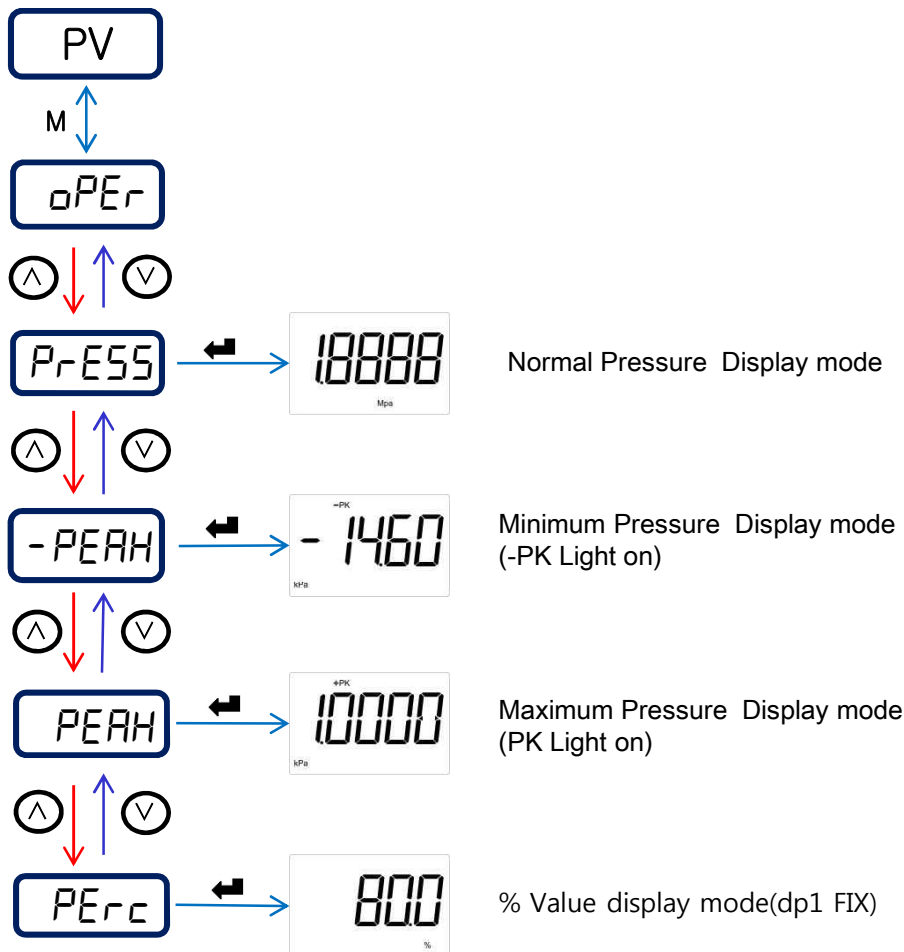 PV
M
oPEr
∧ ∨
PrESS
1.8888
Mpa
Normal Pressure Display mode
∧ ∨
-PEAH
-PK
- 14.60
kPa
Minimum Pressure Display mode
(-PK Light on)
∧ ∨
PEAH
+PK
1.0000
kPa
Maximum Pressure Display mode
(PK Light on)
∧ ∨
PErc
80.0
%
% Value display mode(dp1 FIX)